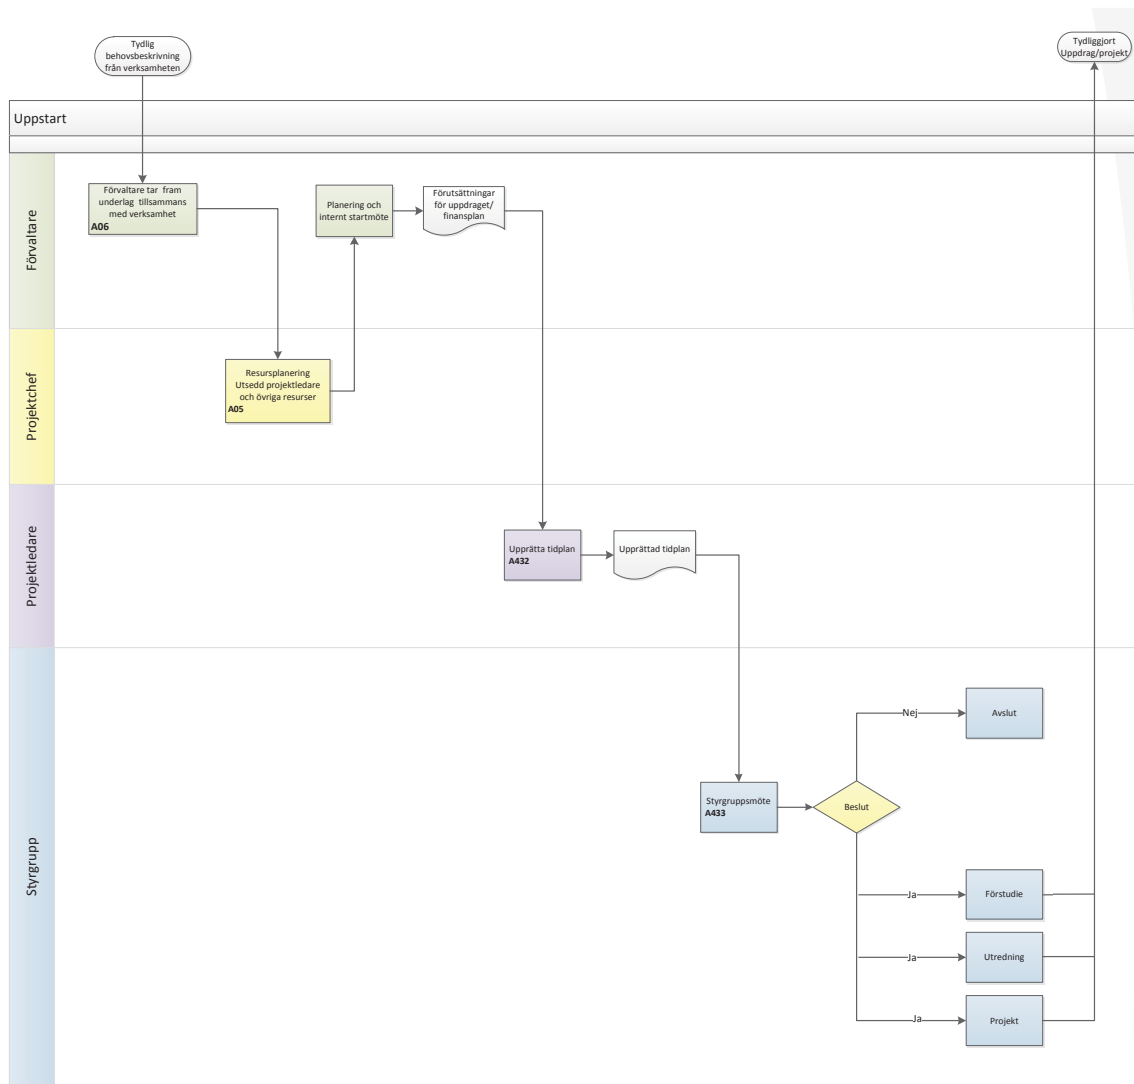 Tydlig
behovsbeskrivning
från verksamheten
Tydliggjort
Uppdrag/projekt
Uppstart
Förvaltare
Förvaltare tar fram
underlag tillsammans
med verksamhet
A06
Planering och
internt startmöte
Förutsättningar
för uppdraget/
finansplan
Projektchef
Resursplanering
Utsedd projektledare
och övriga resurser
A05
Projektledare
Upprätta tidplan
A432
Upprättad tidplan
Styrgrupp
Nej
Avslut
Styrgruppsmöte
A433
Beslut
Ja
Förstudie
Ja
Utredning
Ja
Projekt